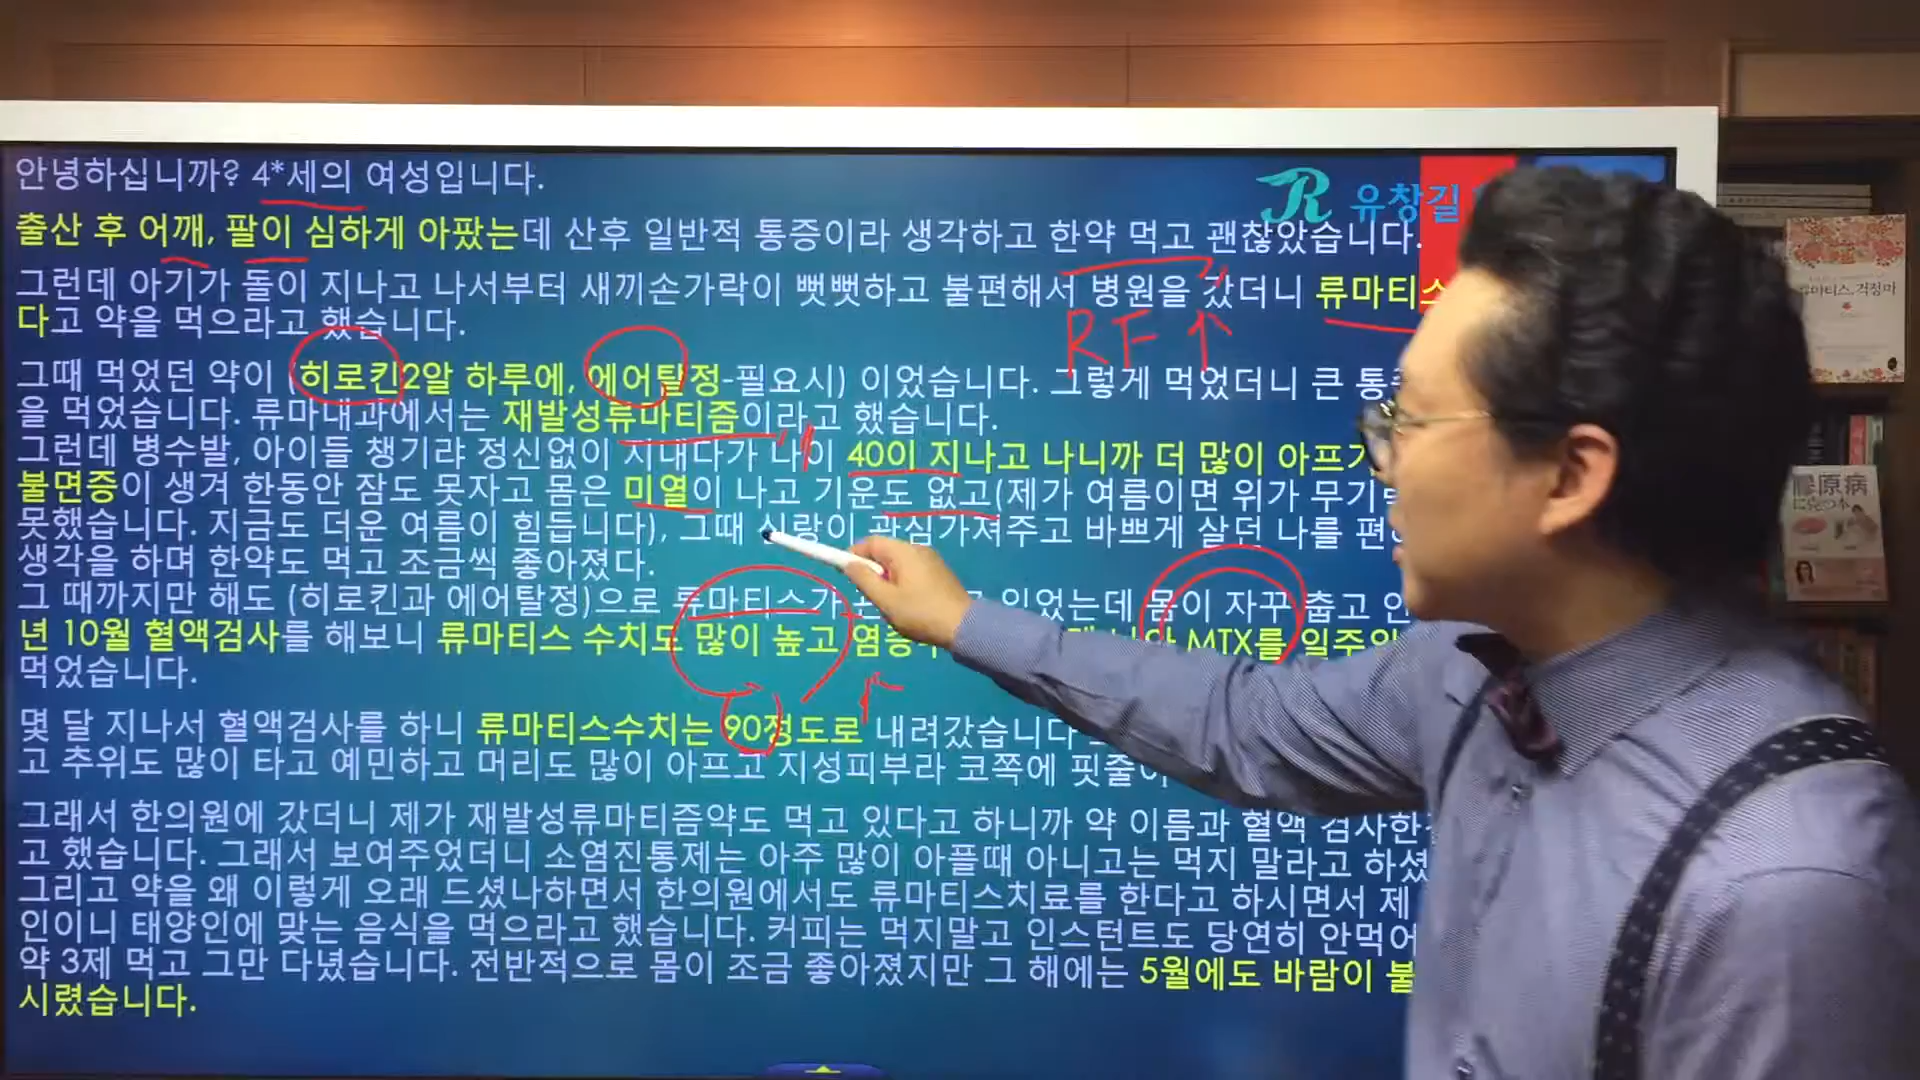 안녕하십니까? 4*세의 여성입니다.
유창길
출산 후 어깨, 팔이 심하게 아팠는데 산후 일반적 통증이라 생각하고 한약 먹고 괜찮았습니다.
그런데 아기가 돌이 지나고 나서부터 새끼손가락이 뻣뻣하고 불편해서 병원을 갔더니 류마티스
다고 약을 먹으라고 했습니다.
RF↑
그때 먹었던 약이 (히로킨2알 하루에, 에어탈정-필요시) 이었습니다. 그렇게 먹었더니 큰
을 먹었습니다. 류마내과에서는 재발성류마티즘이라고 했습니다.
그런데 병수발, 아이들 챙기랴 정신없이 지내다가 나이 40이 지나고 나니까 더 많이 아프
불면증이 생겨 한동안 잠도 못자고 몸은 미열이 나고 기운도 없고(제가 여름이면 위가
못했습니다. 지금도 더운 여름이 힘듭니다), 그때 신랑이 관심가져주고 바쁘게 살던 나를
생각을 하며 한약도 먹고 조금씩 좋아졌다.
그 때까지만 해도 (히로킨과 에어탈정)으로 류마티스가 있었는데 몸이 자꾸 춥고
년 10월 혈액검사를 해보니 류마티스 수치도 많이 높고 MTX를
먹었습니다.
몇 달 지나서 혈액검사를 하니 류마티스수치는 90정도로 내려갔습니다
고 추위도 많이 타고 예민하고 머리도 많이 아프고 지성피부라 코쪽에 핏줄이
그래서 한의원에 갔더니 제가 재발성류마티즘약도 먹고 있다고 하니까 약 이름과 혈액
고 했습니다. 그래서 보여주었더니 소염진통제는 아주 많이 아플때 아니고는 먹지 말라고
그리고 약을 왜 이렇게 오래 드셨나하면서 한의원에서도 류마티스치료를 한다고 하시면서 제
인이니 태양인에 맞는 음식을 먹으라고 했습니다. 커피는 먹지말고 인스턴트도 당연히
약 3제 먹고 그만 다녔습니다. 전반적으로 몸이 조금 좋아졌지만 그 해에는 5월에도 바람이
시렸습니다.
膠原病